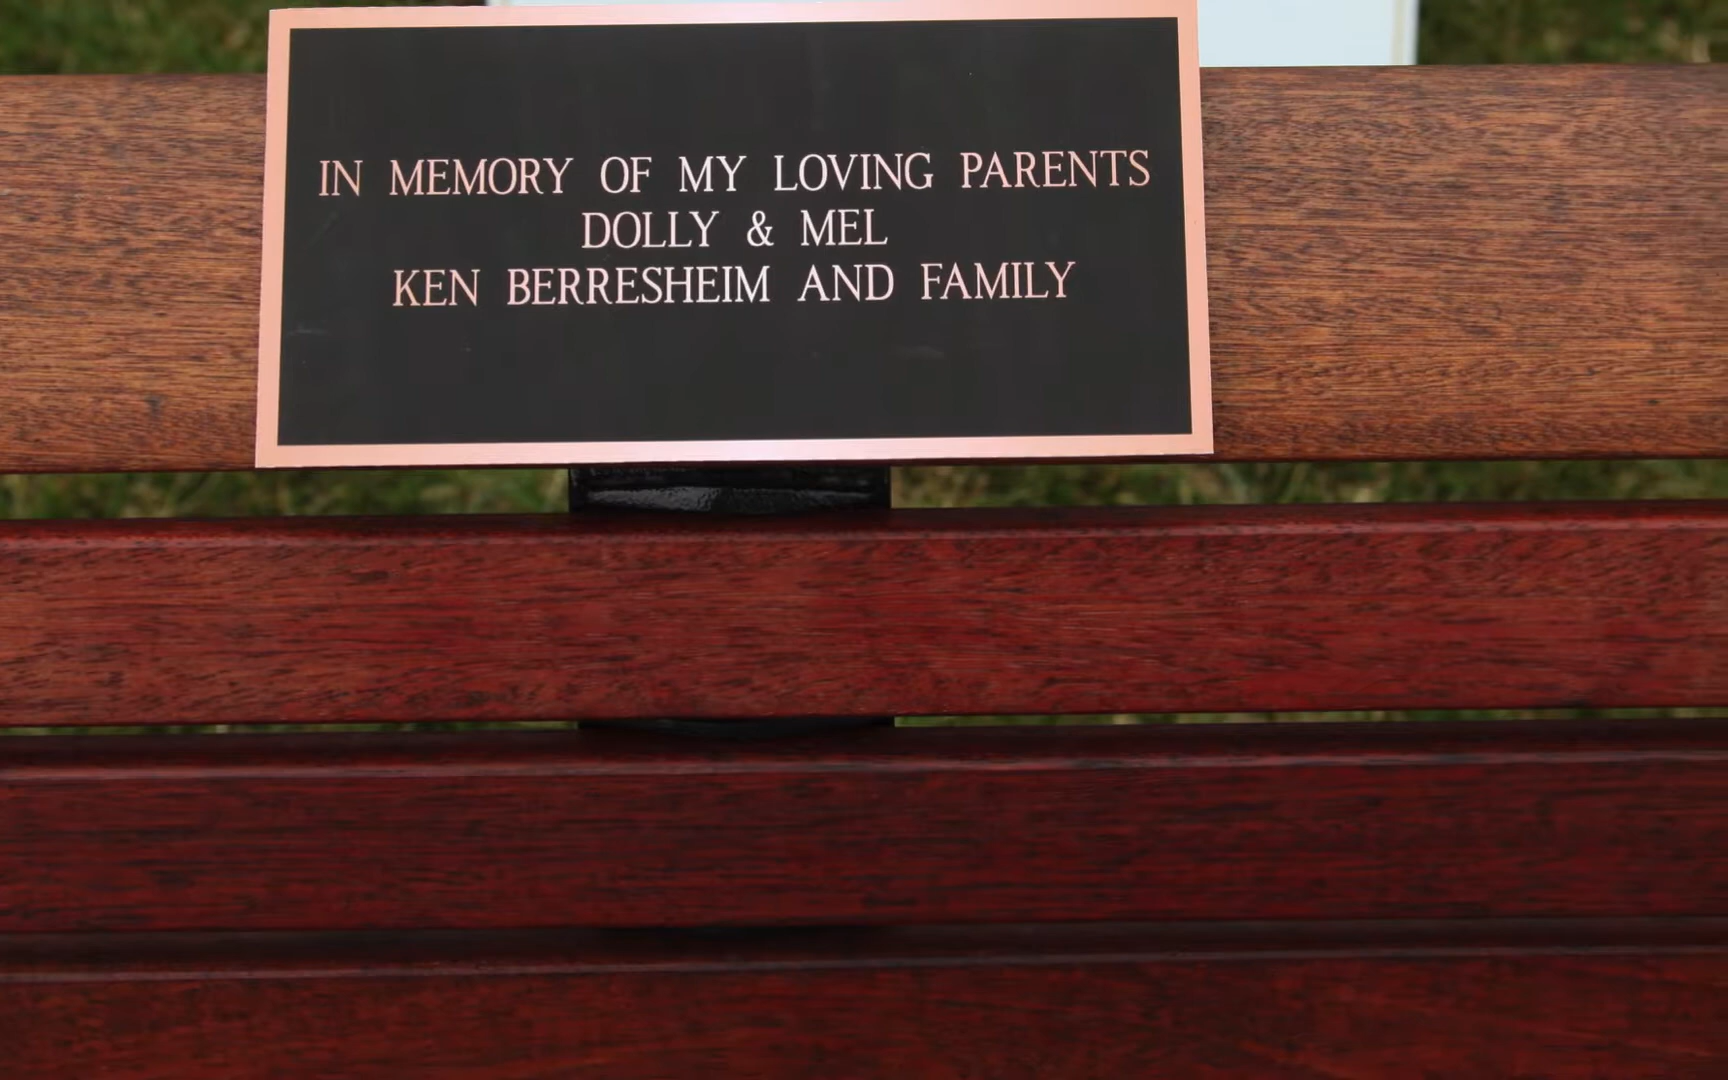 IN MEMORY OF MY LOVING PARENTS
DOLLY & MEL
KEN BERRESHEIM AND FAMILY